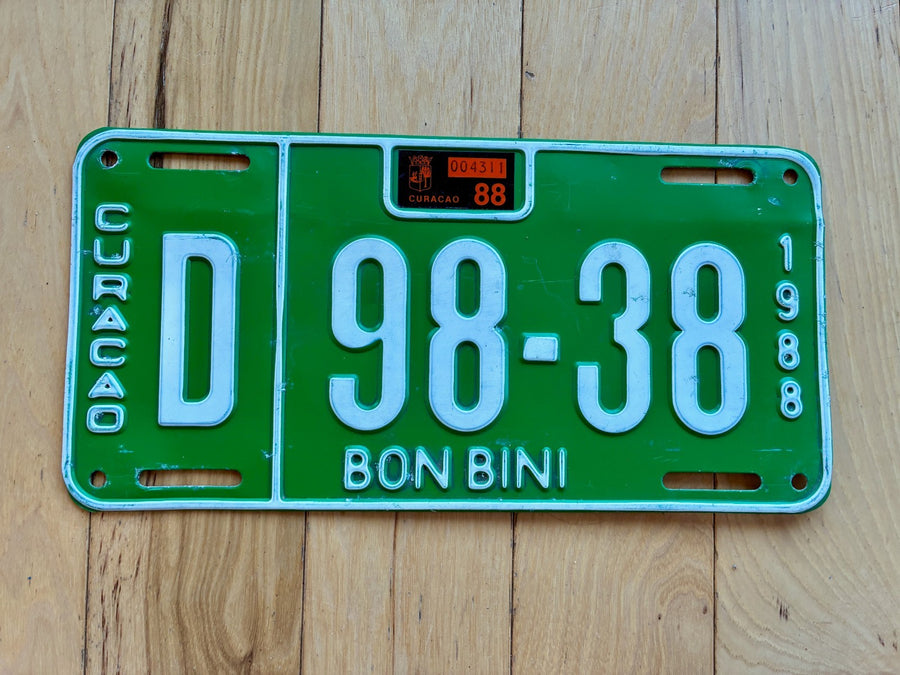 004311
CURACAO 88
CURACAO
D 98-38
1988
BON BINI